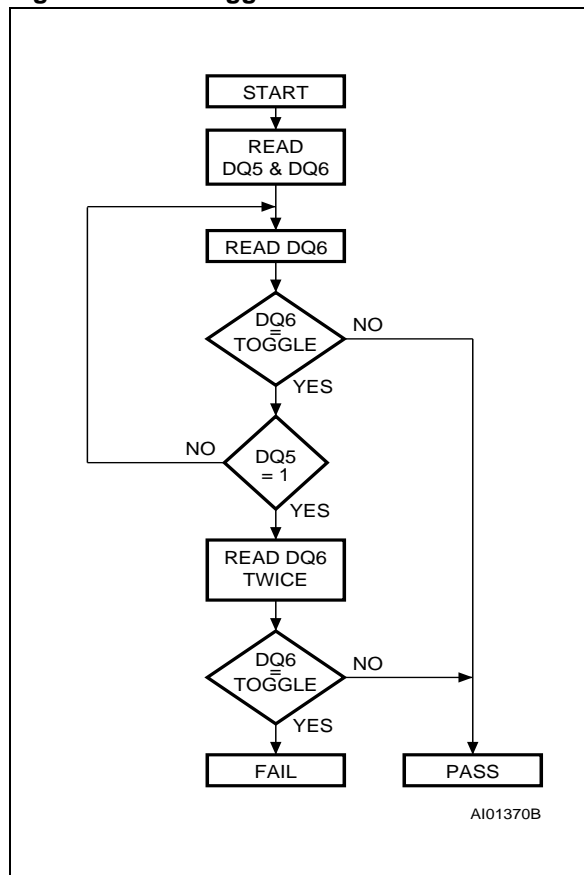 START
READ
DQ5 & DQ6
READ DQ6
DQ6
=
TOGGLE
NO
YES
NO
DQ5
= 1
YES
READ DQ6
TWICE
DQ6
=
TOGGLE
NO
YES
FAIL
PASS
AI01370B